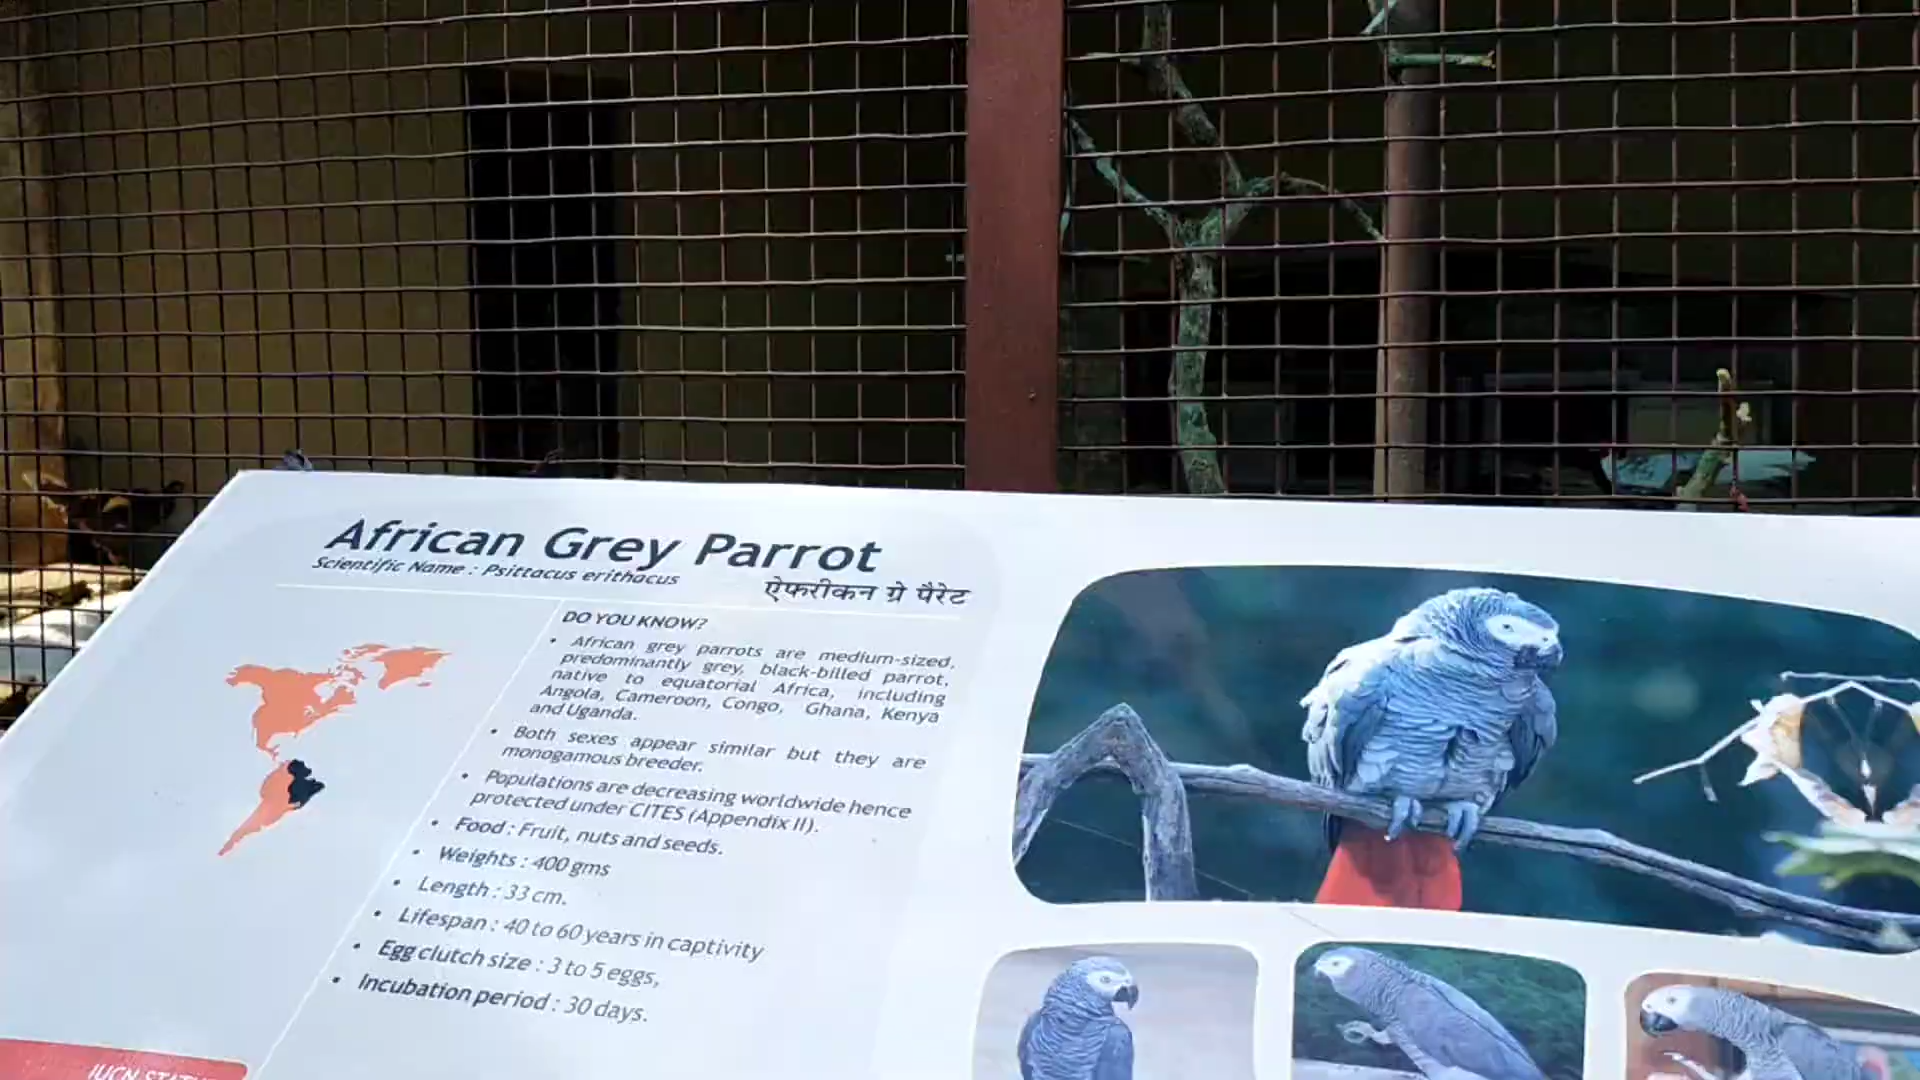 African Grey Parrot
Scientific Name : Psittacus erithacus
ऐफरीकन ग्रे पैरेट
DO YOU KNOW?
• African grey parrots are medium-sized,
predominantly grey, black-billed parrot,
native to equatorial Africa, including
Angola, Cameroon, Congo, Ghana, Kenya
and Uganda.
• Both sexes appear similar but they are
monogamous breeder.
• Populations are decreasing worldwide hence
protected under CITES (Appendix II).
• Food : Fruit, nuts and seeds.
• Weights : 400 gms
• Length : 33 cm.
• Lifespan : 40 to 60 years in captivity
• Egg clutch size : 3 to 5 eggs,
• Incubation period : 30 days.
IUCN